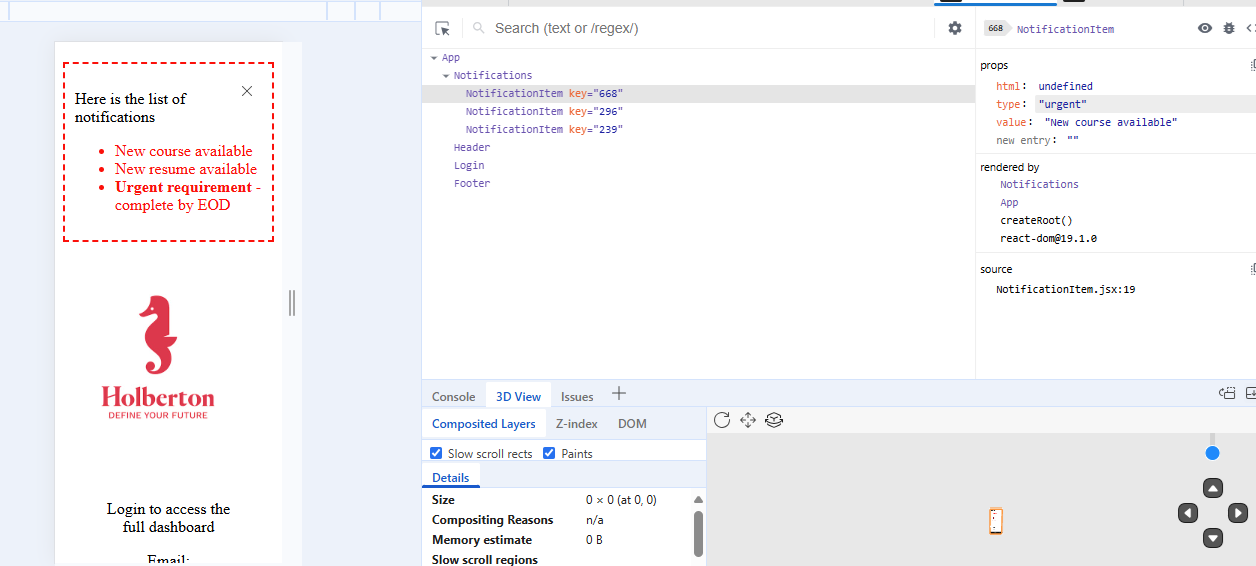 Here is the list of
notifications
New course available
New resume available
Urgent requirement -
complete by EOD
Holberton
DEFINE YOUR FUTURE
Login to access the
full dashboard
Email:
Search (text or /regex/)
App
Notifications
NotificationItem key="668"
NotificationItem key="296"
NotificationItem key="239"
Header
Login
Footer
668 NotificationItem
props
html: undefined
type: "urgent"
value: "New course available"
new entry: ""
rendered by
Notifications
App
createRoot()
react-dom@19.1.0
source
NotificationItem.jsx:19
Console 3D View Issues
Composited Layers Z-index DOM
Slow scroll rects Paints
Details
Size 0 × 0 (at 0, 0)
Compositing Reasons n/a
Memory estimate 0 B
Slow scroll regions